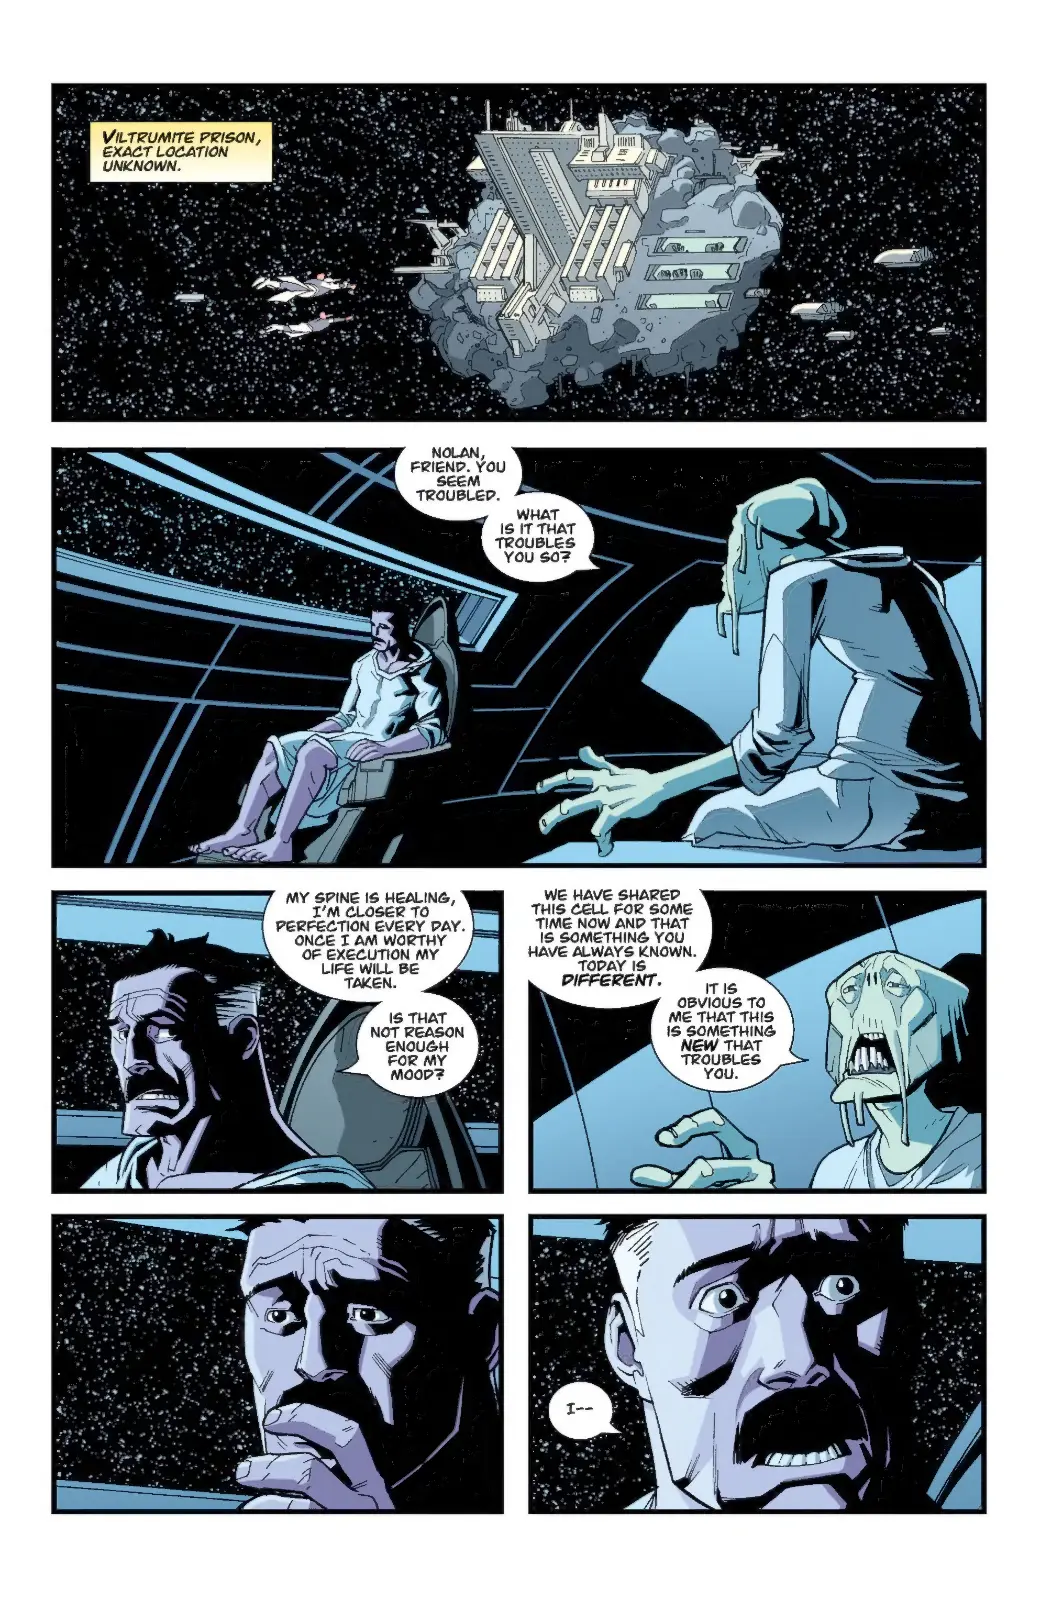 VILTRUMITE PRISON,
EXACT LOCATION
UNKNOWN.
NOLAN,
FRIEND. YOU
SEEM
TROUBLED.
WHAT
IS IT THAT
TROUBLES
YOU SO?
MY SPINE IS HEALING,
I'M CLOSER TO
PERFECTION EVERY DAY.
ONCE I AM WORTHY
OF EXECUTION MY
LIFE WILL BE
TAKEN.
IS THAT
NOT REASON
ENOUGH
FOR MY
MOOD?
WE HAVE SHARED
THIS CELL FOR SOME
TIME NOW AND THAT
IS SOMETHING YOU
HAVE ALWAYS KNOWN.
TODAY IS
DIFFERENT.
IT IS
OBVIOUS TO
ME THAT THIS
IS SOMETHING
NEW THAT
TROUBLES
YOU.
I--